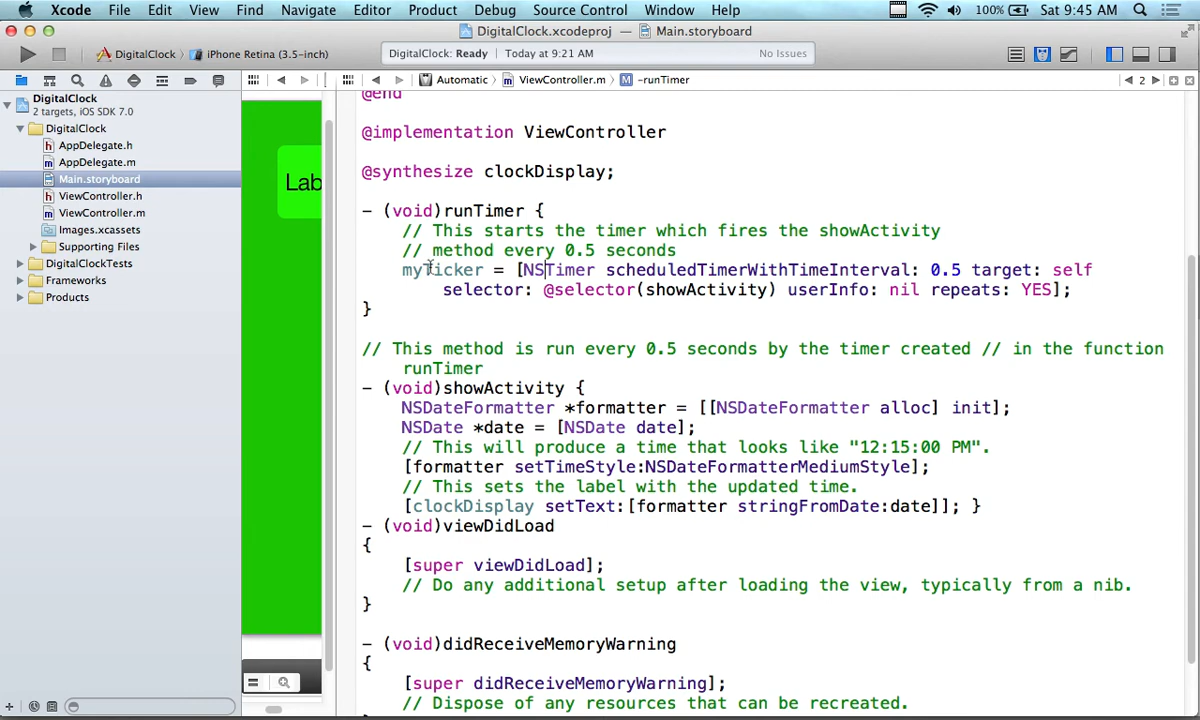 Xcode File Edit View Find Navigate Editor Product Debug Source Control Window Help 100% Sat 9:45 AM
DigitalClock.xcodeproj — Main.storyboard
DigitalClock iPhone Retina (3.5-inch) DigitalClock: Ready Today at 9:21 AM No Issues
Automatic ViewController.m M -runTimer 2
DigitalClock
2 targets, iOS SDK 7.0
DigitalClock
AppDelegate.h
AppDelegate.m
Main.storyboard
ViewController.h
ViewController.m
Images.xcassets
Supporting Files
DigitalClockTests
Frameworks
Products
Lab
@end
@implementation ViewController
@synthesize clockDisplay;
- (void)runTimer {
// This starts the timer which fires the showActivity
// method every 0.5 seconds
myTicker = [NSTimer scheduledTimerWithTimeInterval: 0.5 target: self
selector: @selector(showActivity) userInfo: nil repeats: YES];
}
// This method is run every 0.5 seconds by the timer created // in the function
runTimer
- (void)showActivity {
NSDateFormatter *formatter = [[NSDateFormatter alloc] init];
NSDate *date = [NSDate date];
// This will produce a time that looks like "12:15:00 PM".
[formatter setTimeStyle:NSDateFormatterMediumStyle];
// This sets the label with the updated time.
[clockDisplay setText:[formatter stringFromDate:date]]; }
- (void)viewDidLoad
{
[super viewDidLoad];
// Do any additional setup after loading the view, typically from a nib.
}
- (void)didReceiveMemoryWarning
{
[super didReceiveMemoryWarning];
// Dispose of any resources that can be recreated.